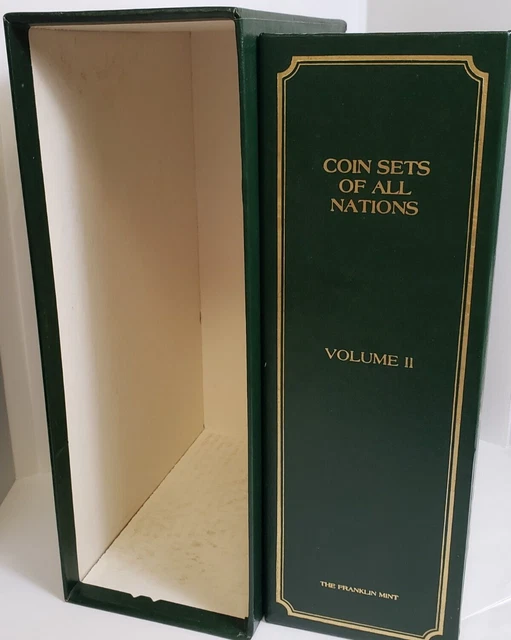 COIN SETS
OF ALL
NATIONS
VOLUME II
THE FRANKLIN MINT